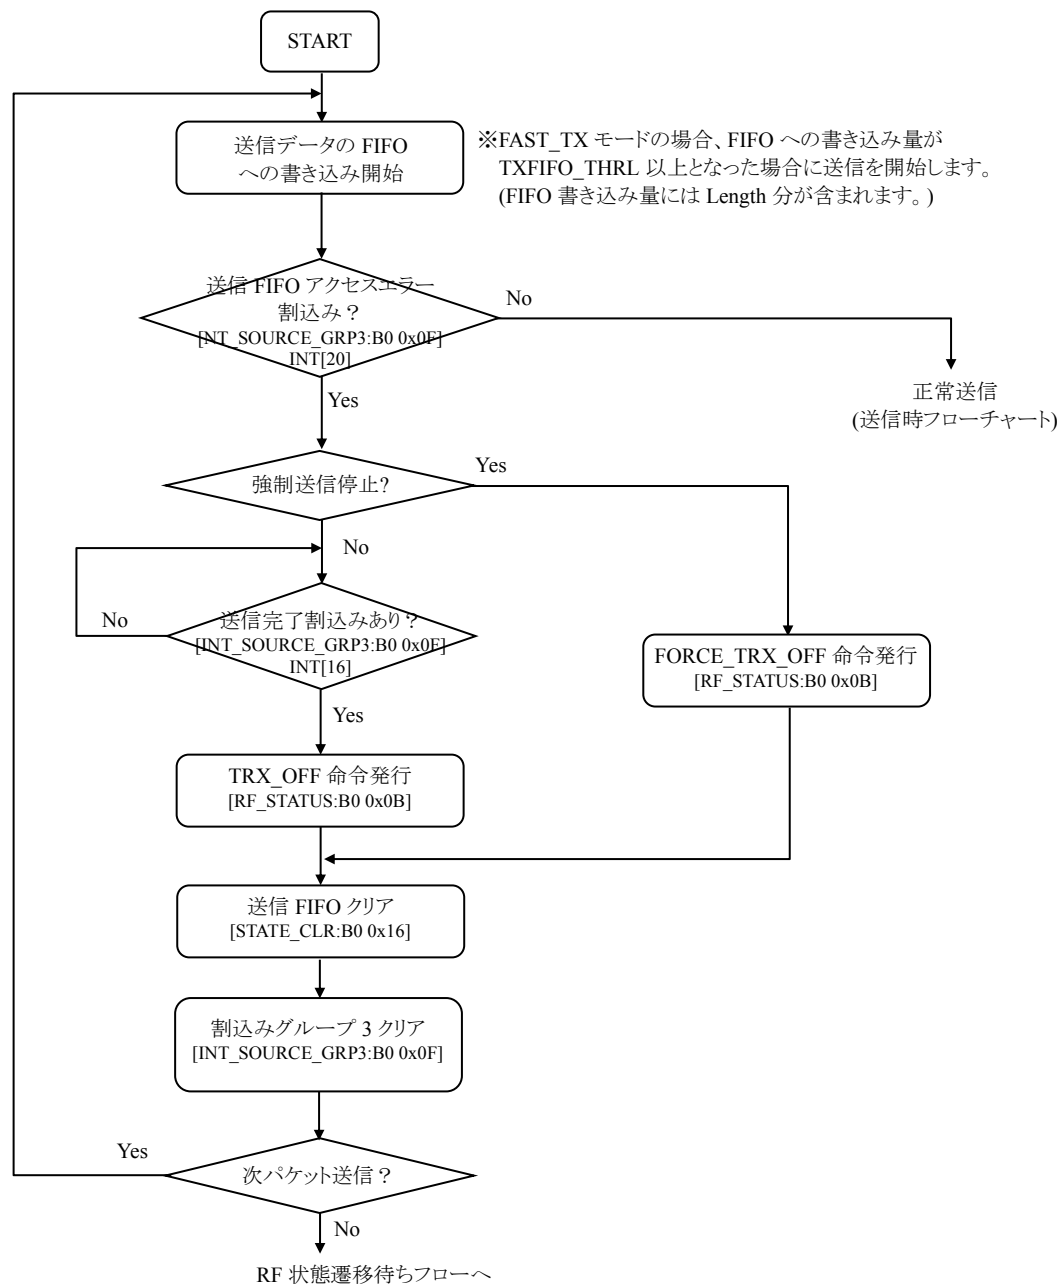 START
送信データの FIFO
への書き込み開始
※FAST_TX モードの場合、FIFO への書き込み量が
TXFIFO_THRL 以上となった場合に送信を開始します。
(FIFO 書き込み量には Length 分が含まれます。)
送信 FIFO アクセスエラー
割込み？
[NT_SOURCE_GRP3:B0 0x0F]
INT[20]
No
Yes
正常送信
(送信時フローチャート)
強制送信停止?
Yes
No
送信完了割込みあり？
[INT_SOURCE_GRP3:B0 0x0F]
INT[16]
No
Yes
FORCE_TRX_OFF 命令発行
[RF_STATUS:B0 0x0B]
TRX_OFF 命令発行
[RF_STATUS:B0 0x0B]
送信 FIFO クリア
[STATE_CLR:B0 0x16]
割込みグループ 3 クリア
[INT_SOURCE_GRP3:B0 0x0F]
Yes
次パケット送信？
No
RF 状態遷移待ちフローへ